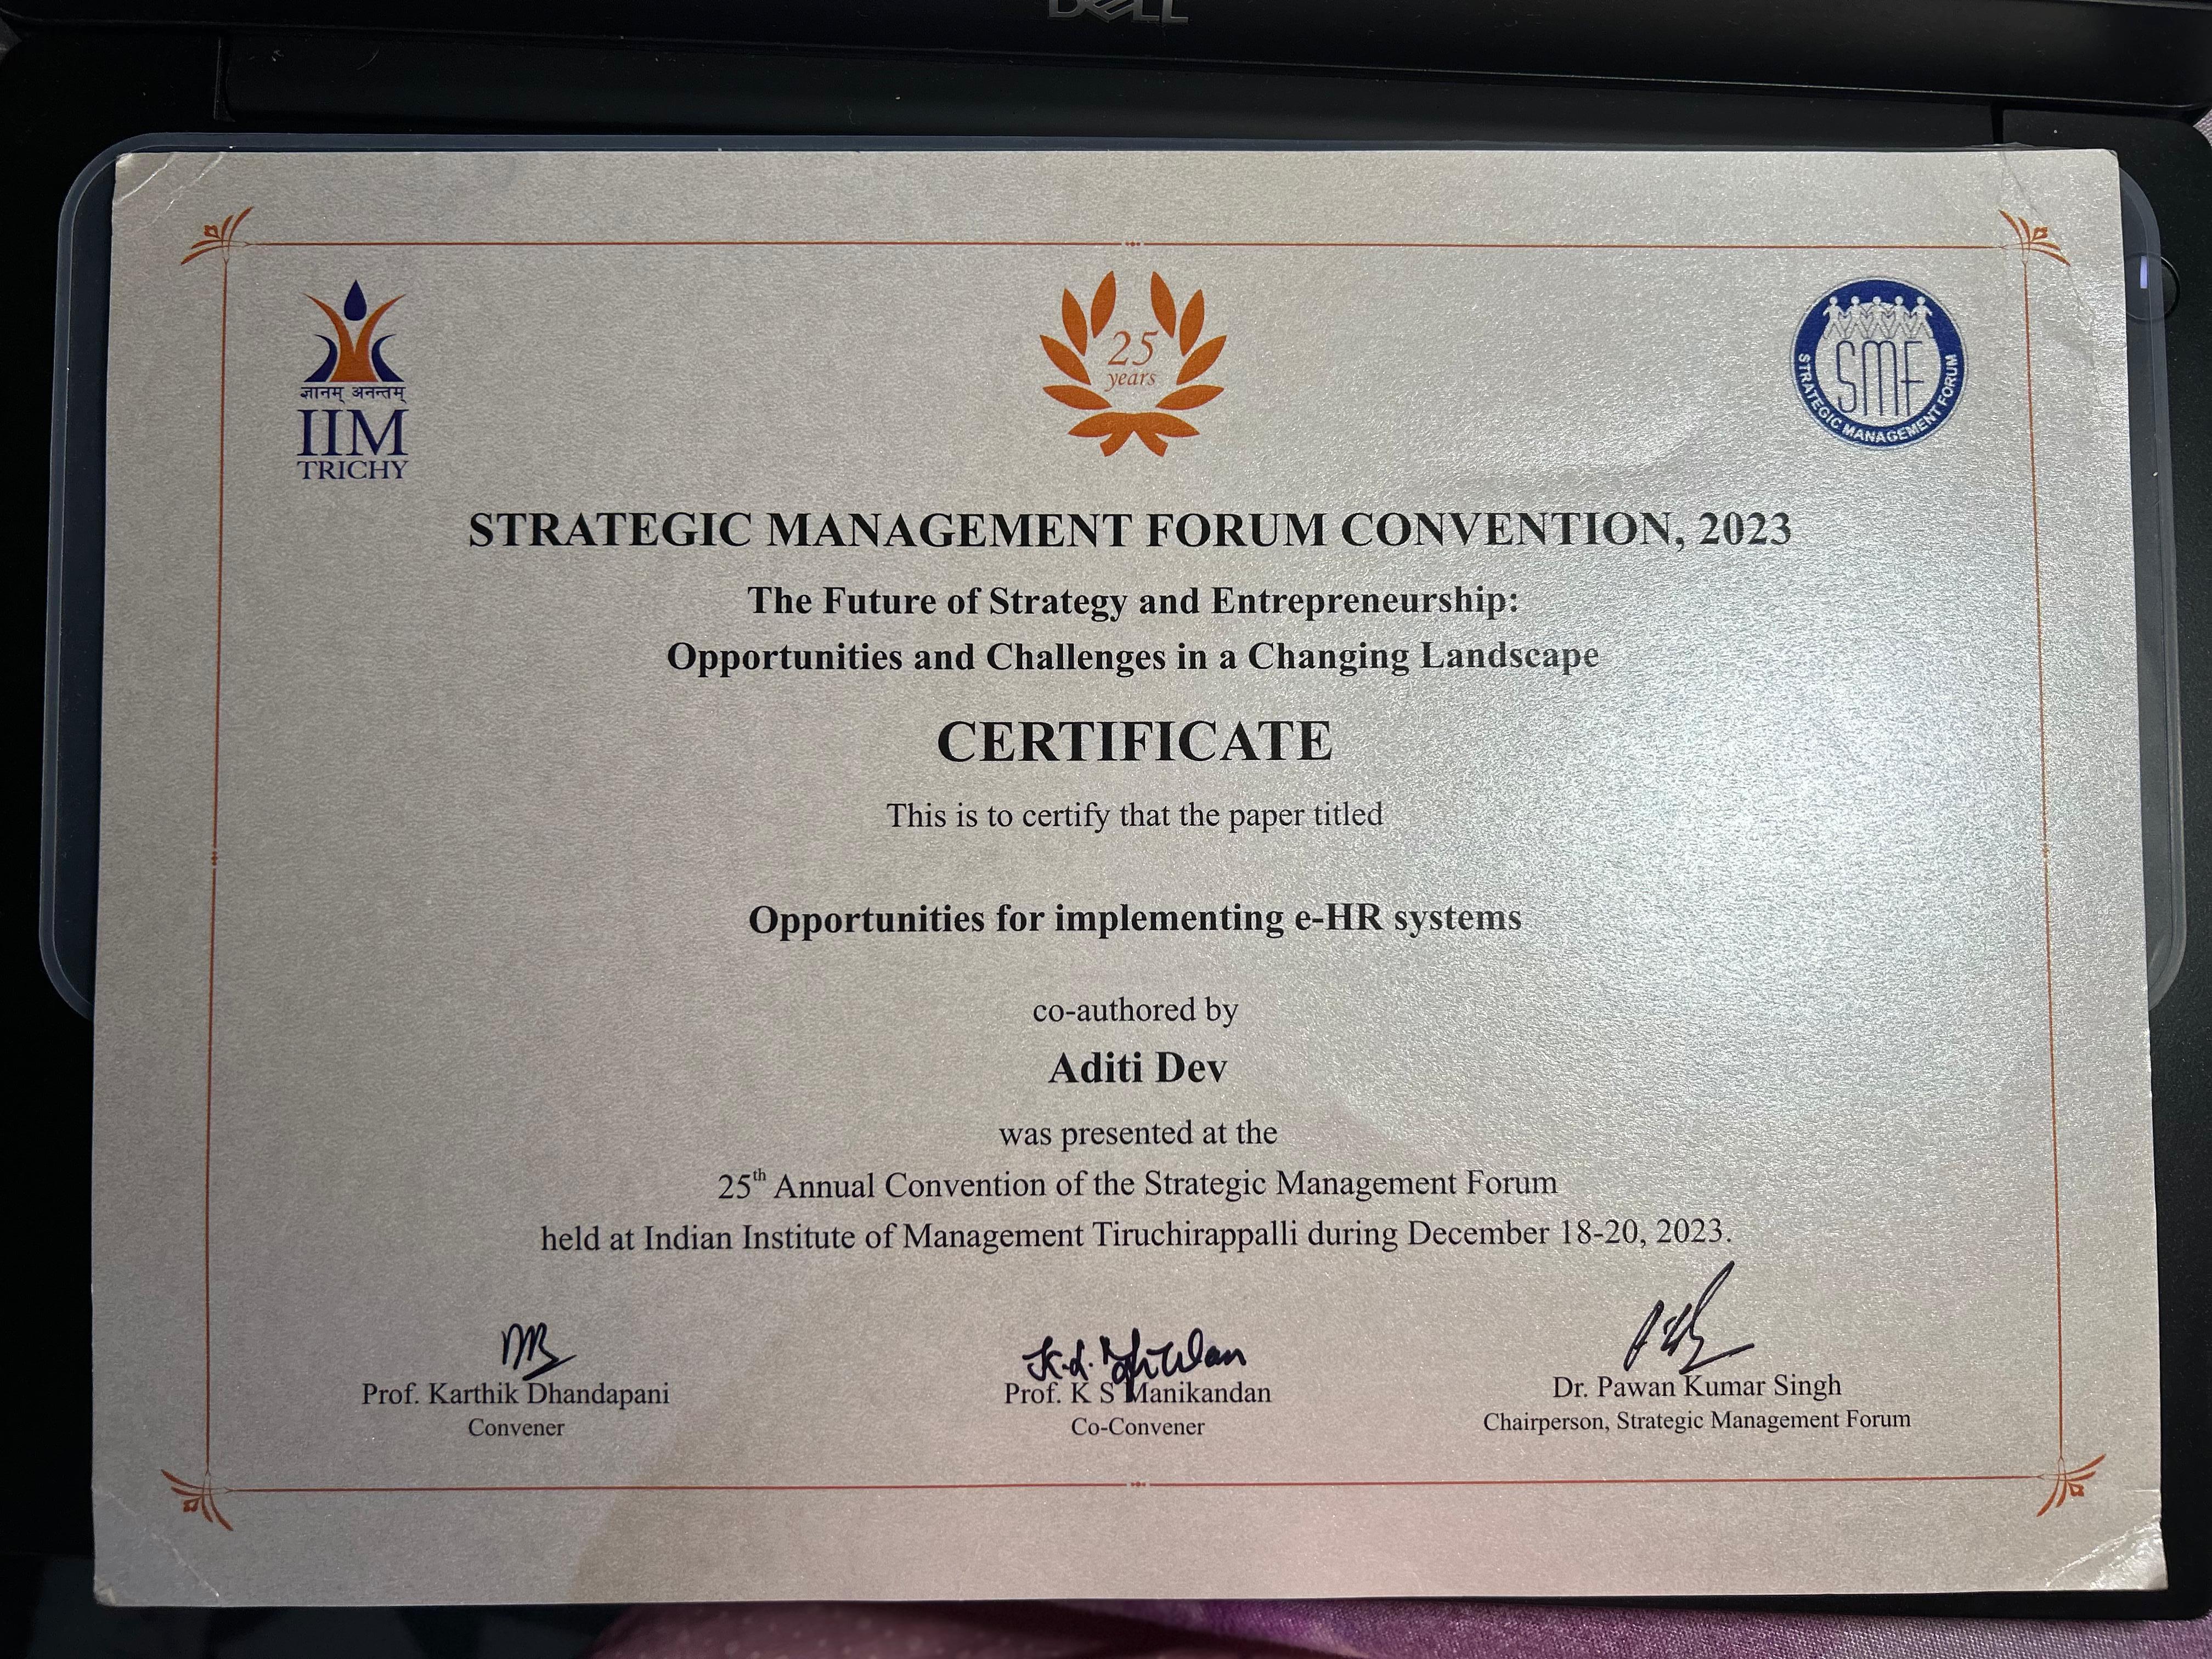 DELL
ज्ञानम् अनन्तम्
IIM
TRICHY
25
years
SMF
STRATEGIC MANAGEMENT FORUM
STRATEGIC MANAGEMENT FORUM CONVENTION, 2023
The Future of Strategy and Entrepreneurship:
Opportunities and Challenges in a Changing Landscape
CERTIFICATE
This is to certify that the paper titled
Opportunities for implementing e-HR systems
co-authored by
Aditi Dev
was presented at the
25th Annual Convention of the Strategic Management Forum
held at Indian Institute of Management Tiruchirappalli during December 18-20, 2023.
Prof. Karthik Dhandapani
Convener
Prof. K S Manikandan
Co-Convener
Dr. Pawan Kumar Singh
Chairperson, Strategic Management Forum